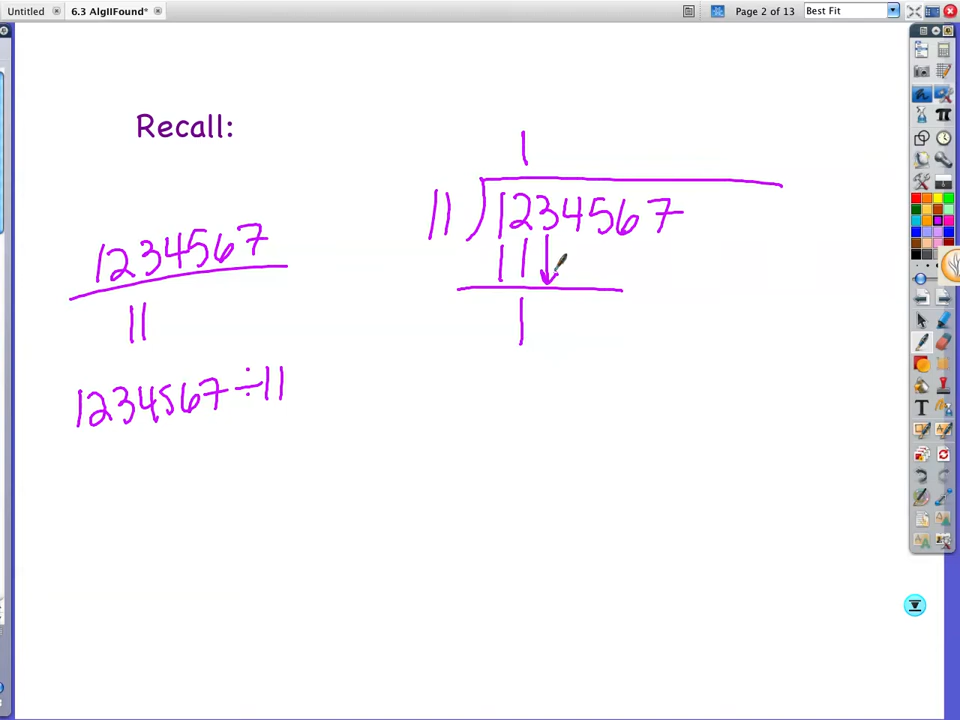 Untitled
6.3 AlgIIFound*
Page 2 of 13
Best Fit
Recall:
1
11 ) 1234567
11
1
1234567
11
1234567 ÷ 11